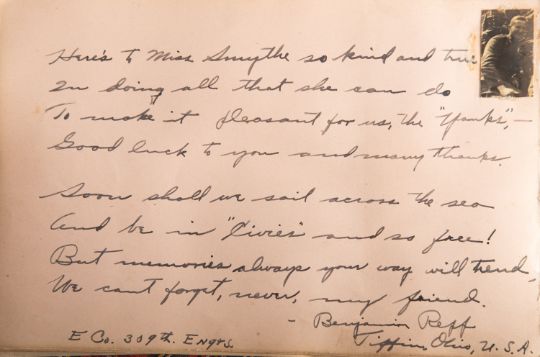 Here's to Miss Smythe so kind and true
In doing all that she can do
To make it pleasant for us, the "Yanks",-
Good luck to you and many thanks.
Soon shall we sail across the sea
And be in "Civies" and so free!
But memories always your way will trend,
We cant forget, never, my friend.
- Benjamin Reff
Tiffin Ohio, U.S.A.
E Co. 309th. Engrs.